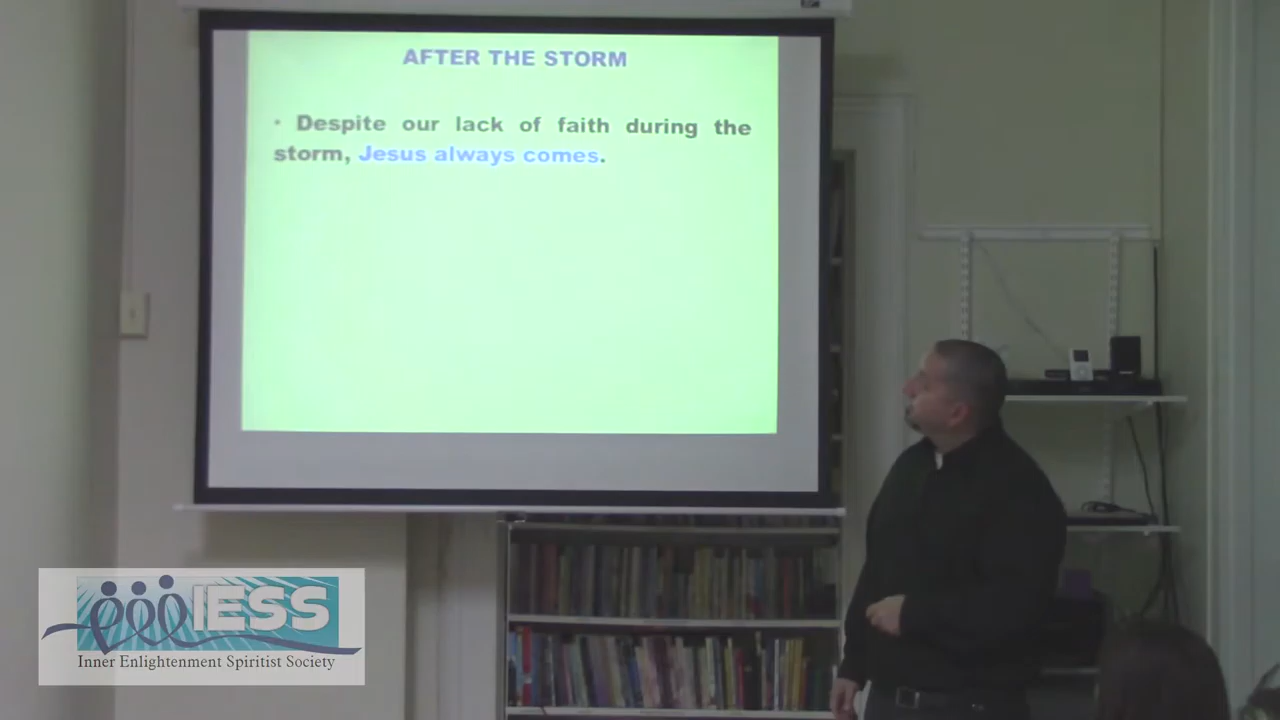 AFTER THE STORM
• Despite our lack of faith during the
storm, Jesus always comes.
IESS
Inner Enlightenment Spiritist Society